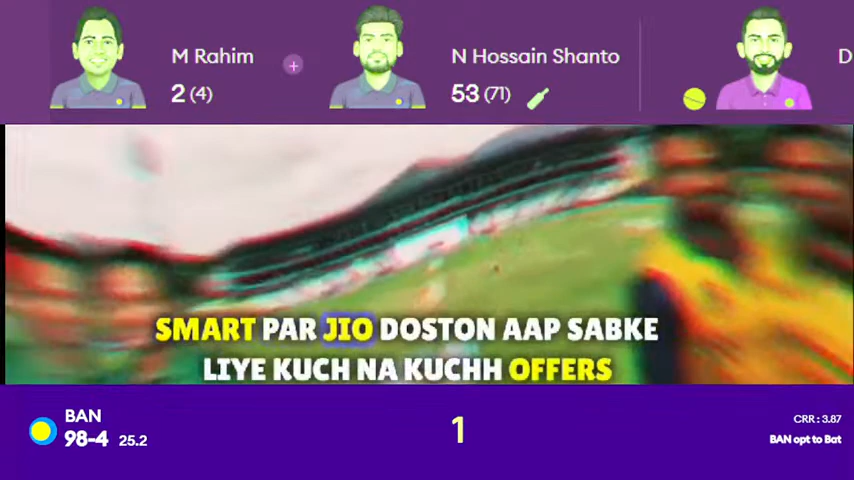 M Rahim
2 (4)
N Hossain Shanto
53 (71)
D
SMART PAR JIO DOSTON AAP SABKE
LIYE KUCH NA KUCHH OFFERS
BAN
98-4 25.2
1
CRR : 3.87
BAN opt to Bat